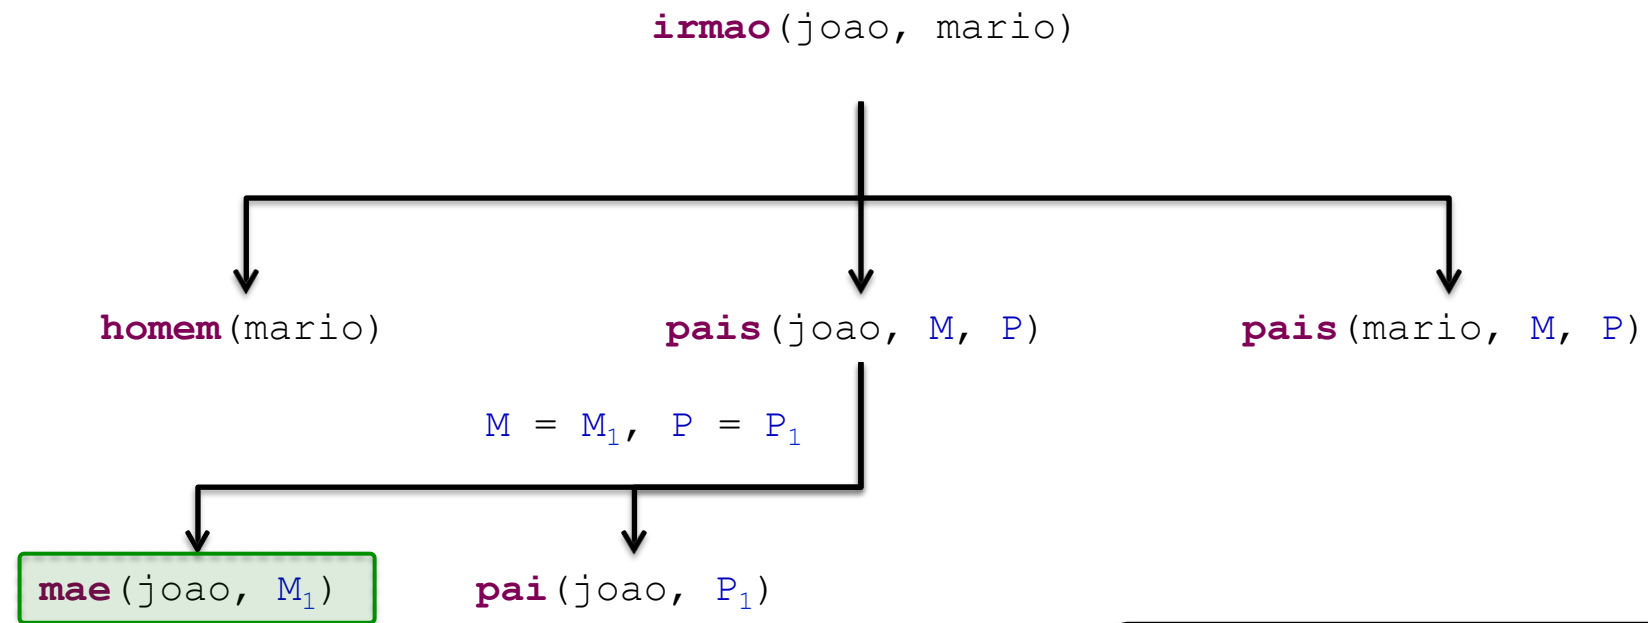 irmao(joao, mario)
homem(mario) pais(joao, M, P) pais(mario, M, P)
M = M₁, P = P₁
mae(joao, M₁) pai(joao, P₁)